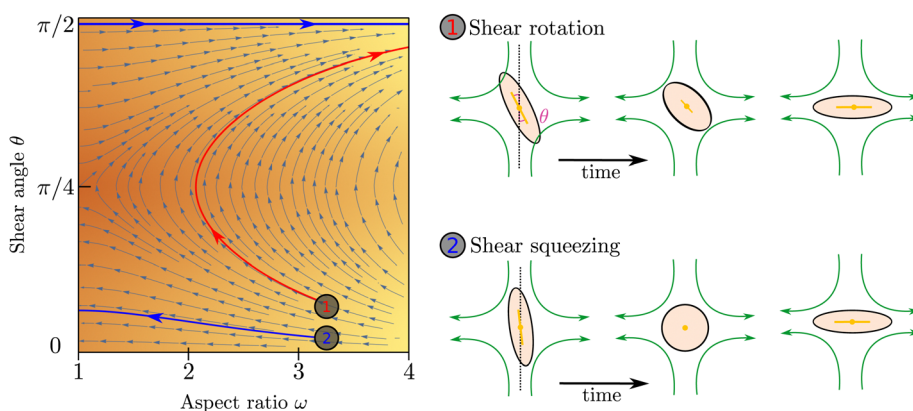 π/2
π/4
0
1
2
3
4
Shear angle θ
Aspect ratio ω
1
2
1 Shear rotation
θ
time
2 Shear squeezing
time